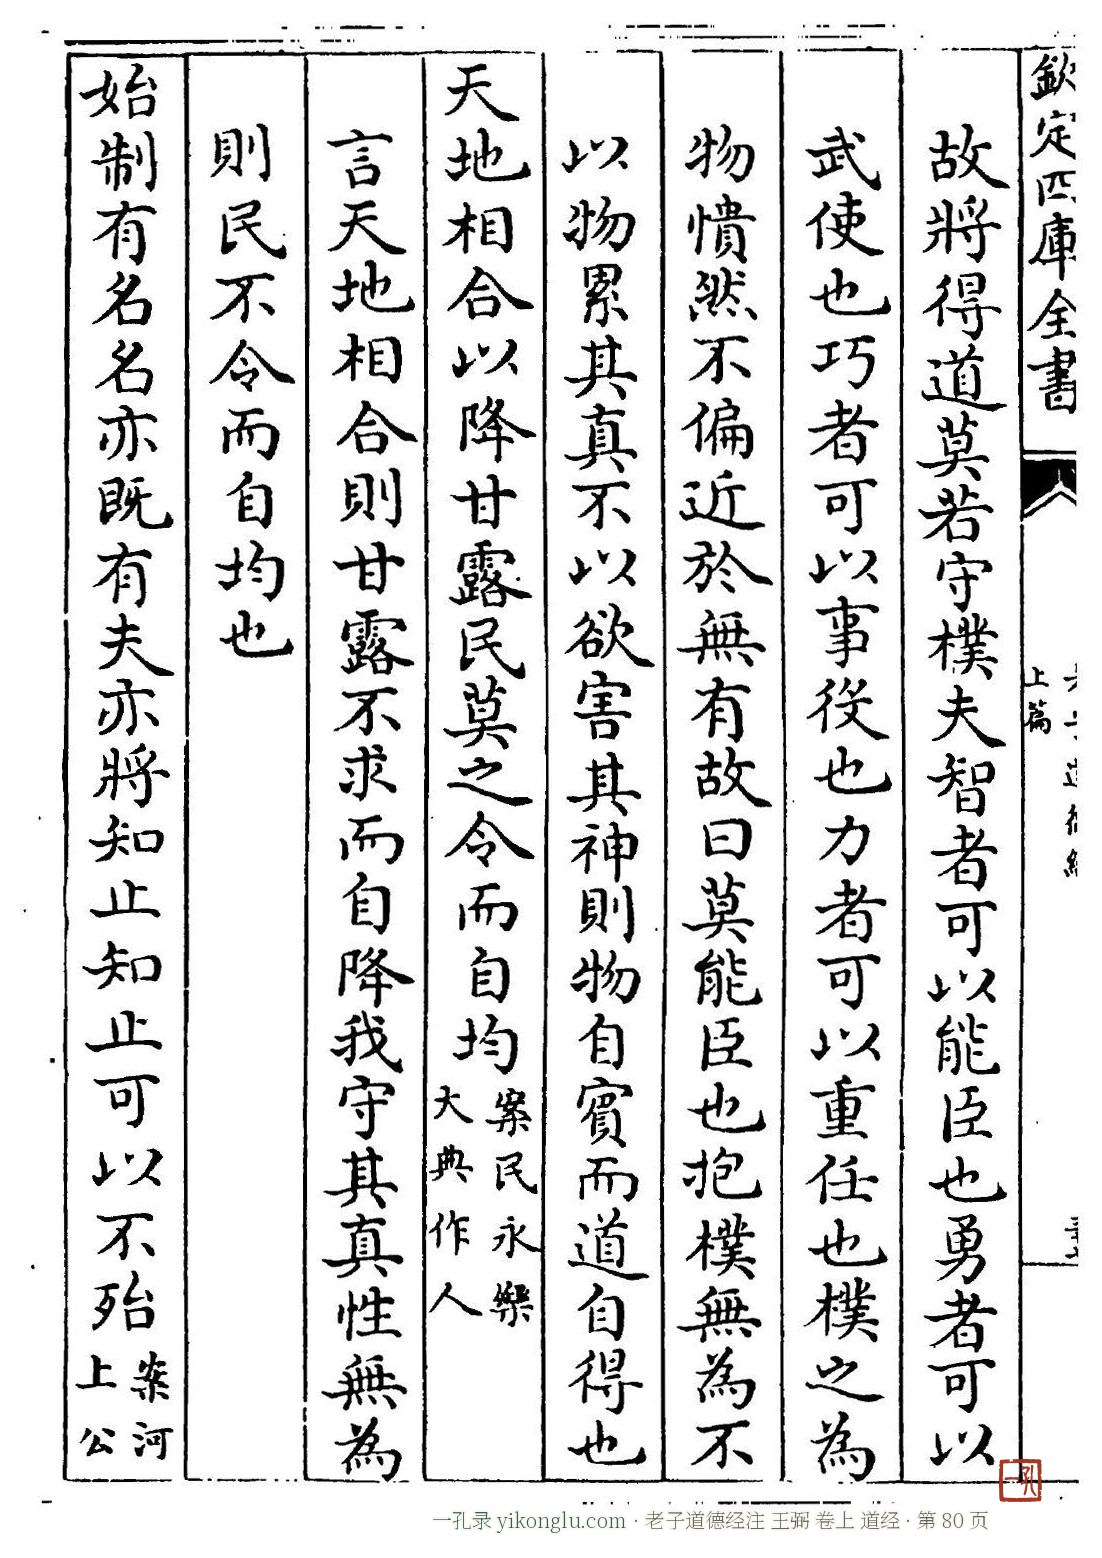 欽定四庫全書
上篇
故將得道莫若守樸夫智者可以能臣也勇者可以
武使也巧者可以事役也力者可以重任也樸之為
物憒然不偏近於無有故曰莫能臣也抱樸無為不
以物累其真不以欲害其神則物自賓而道自得也
天地相合以降甘露民莫之令而自均案民永樂大典作人
言天地相合則甘露不求而自降我守其真性無為
則民不令而自均也
始制有名名亦既有夫亦將知止知止可以不殆案河上公
一孔
一孔录 yikonglu.com · 老子道德经注 王弼 卷上 道经 · 第 80 页